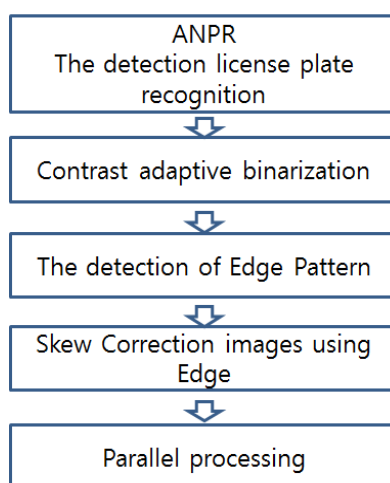 ANPR
The detection license plate
recognition
Contrast adaptive binarization
The detection of Edge Pattern
Skew Correction images using
Edge
Parallel processing